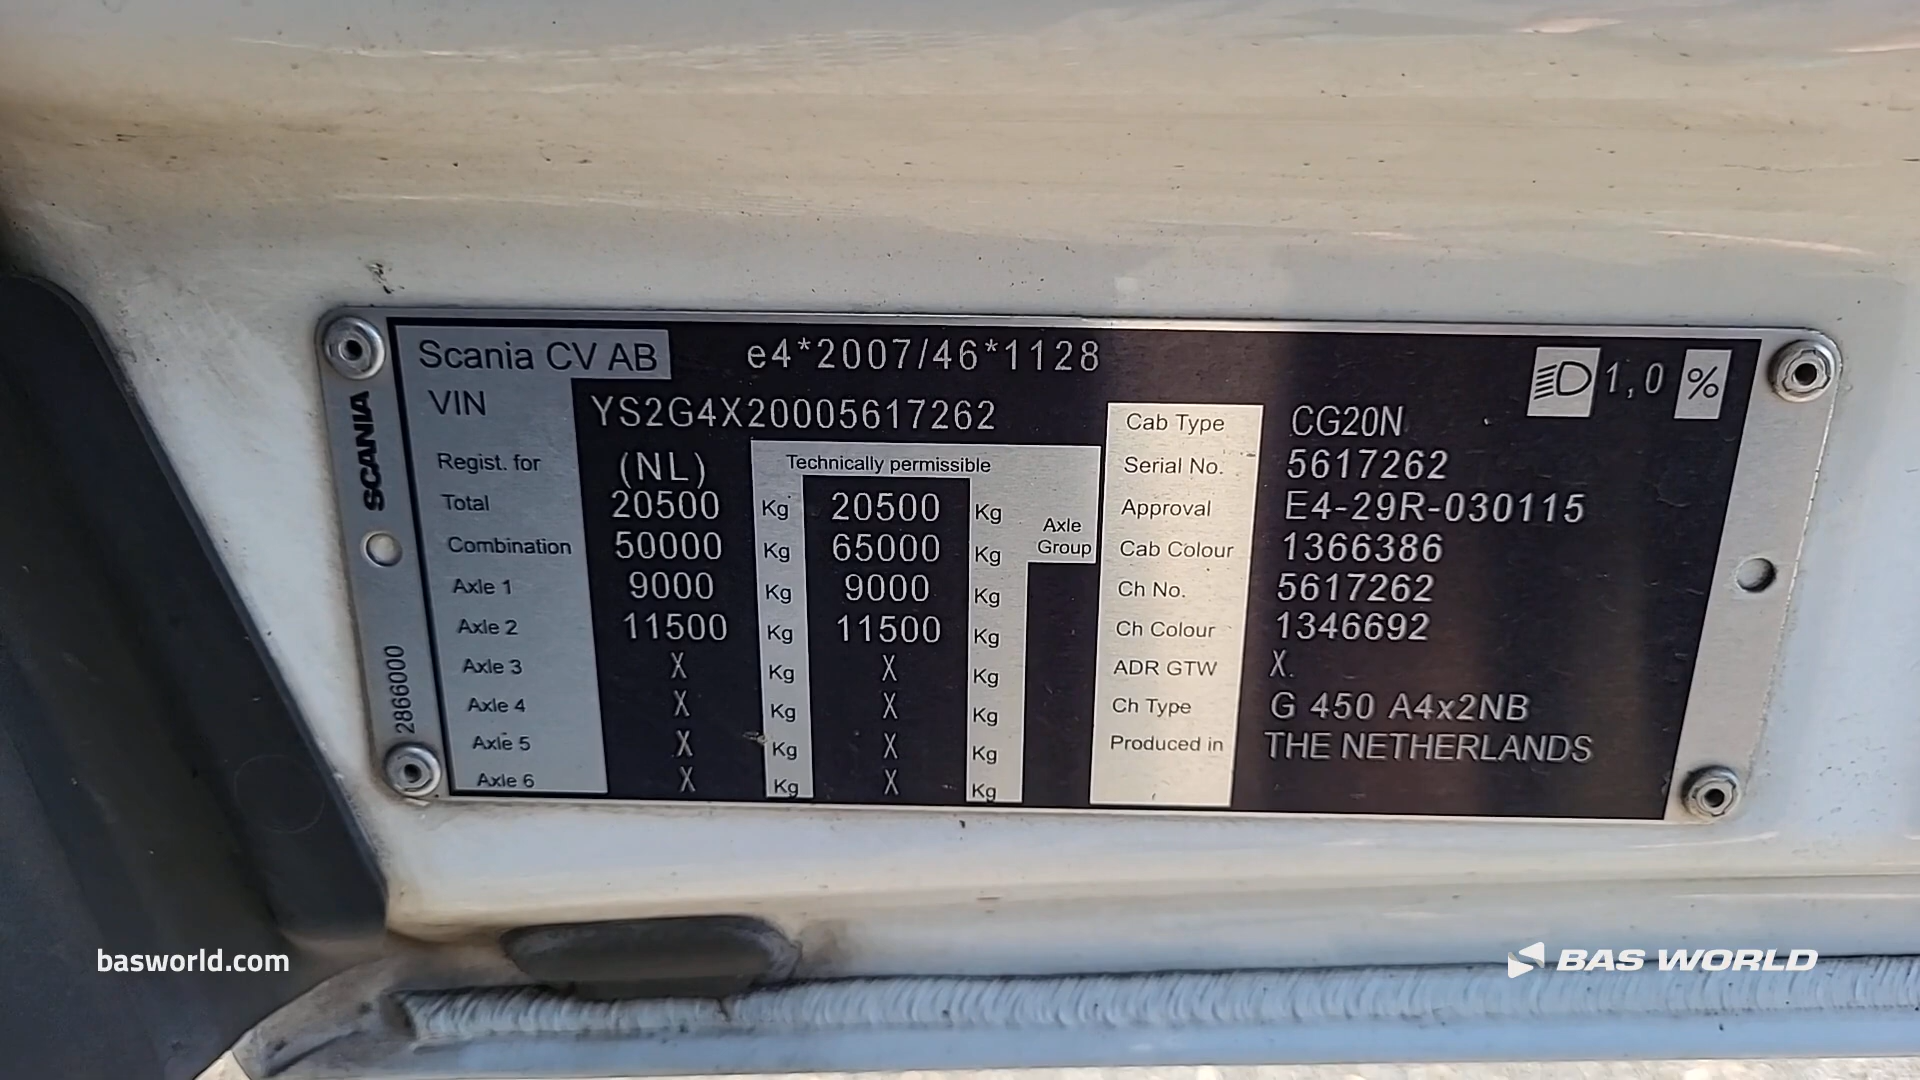 Scania CV AB e4*2007/46*1128 1,0 %
VIN YS2G4X20005617262 Cab Type CG20N
Regist. for (NL) Technically permissible Serial No. 5617262
Total 20500 Kg 20500 Kg Approval E4-29R-030115
Axle Group
Combination 50000 Kg 65000 Kg Cab Colour 1366386
Axle 1 9000 Kg 9000 Kg Ch No. 5617262
Axle 2 11500 Kg 11500 Kg Ch Colour 1346692
Axle 3 X Kg X Kg ADR GTW X
Axle 4 X Kg X Kg Ch Type G 450 A4x2NB
Axle 5 X Kg X Kg Produced in THE NETHERLANDS
Axle 6 X Kg X Kg
SCANIA
2866000
basworld.com
BAS WORLD